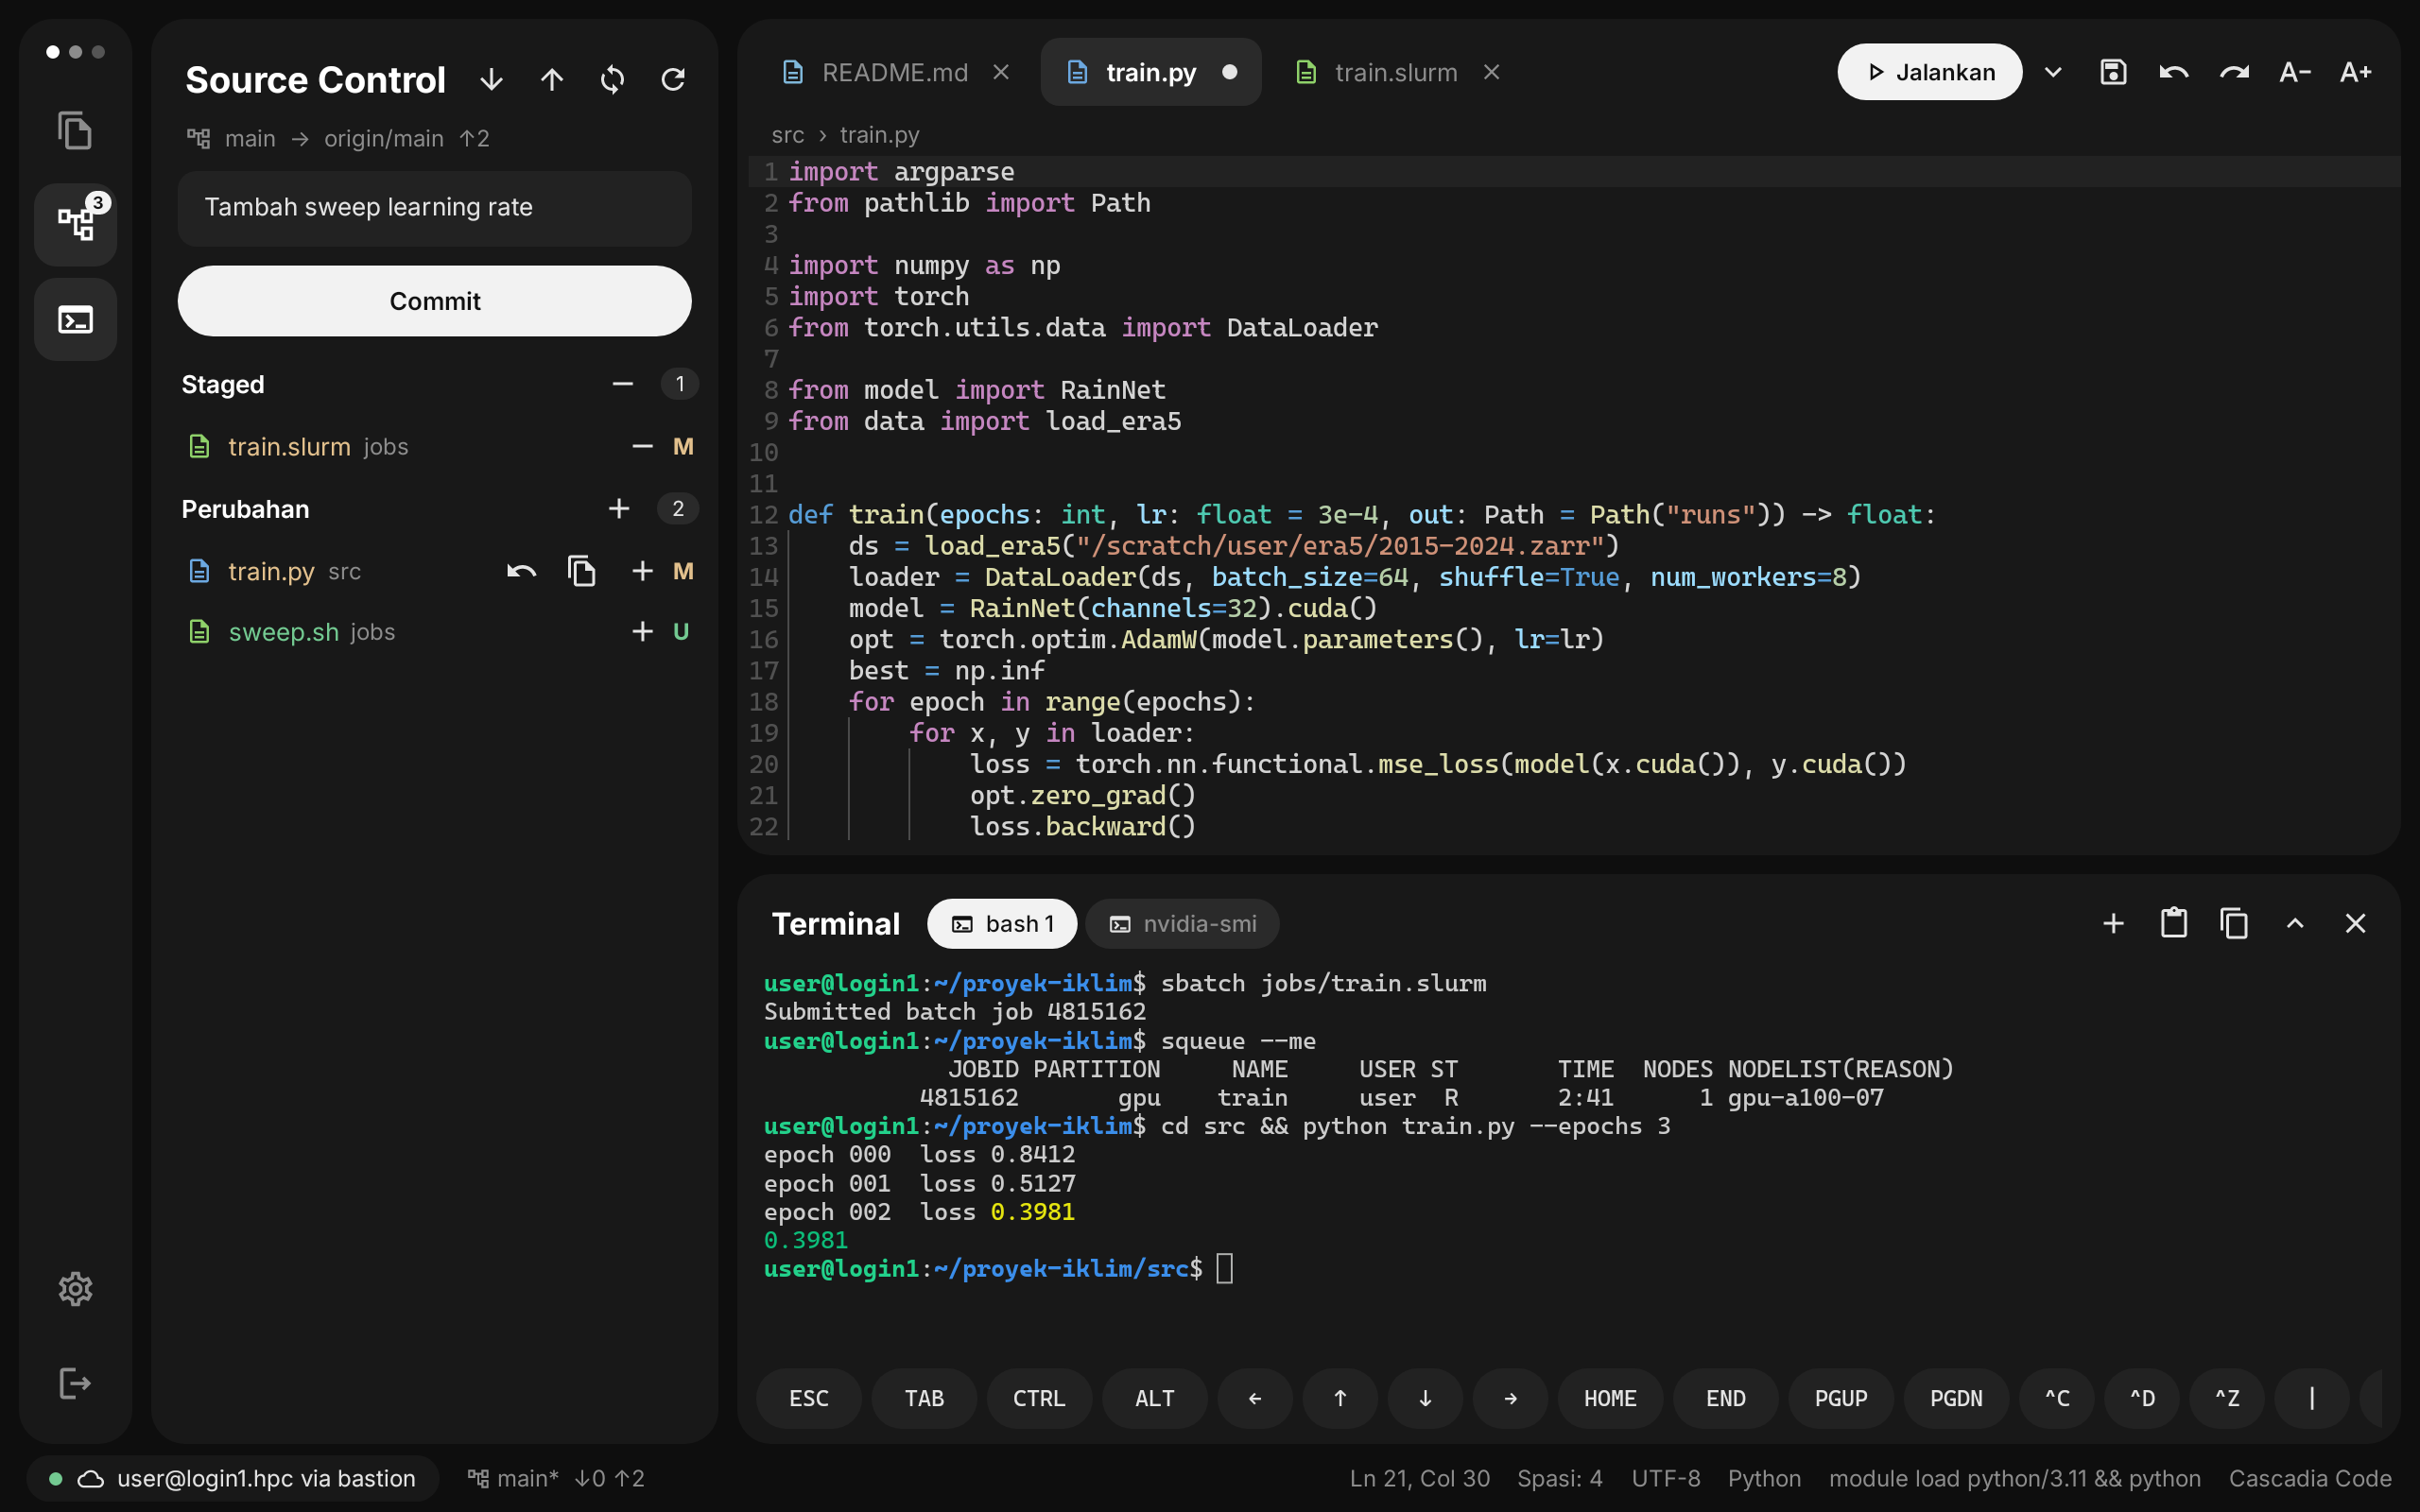 3
Source Control
main → origin/main ↑2
Tambah sweep learning rate
Commit
Staged 1
train.slurm jobs M
Perubahan 2
train.py src M
sweep.sh jobs U
README.md
train.py
train.slurm
Jalankan
A-
A+
src › train.py
1 import argparse
2 from pathlib import Path
3
4 import numpy as np
5 import torch
6 from torch.utils.data import DataLoader
7
8 from model import RainNet
9 from data import load_era5
10
11
12 def train(epochs: int, lr: float = 3e-4, out: Path = Path("runs")) -> float:
13     ds = load_era5("/scratch/user/era5/2015-2024.zarr")
14     loader = DataLoader(ds, batch_size=64, shuffle=True, num_workers=8)
15     model = RainNet(channels=32).cuda()
16     opt = torch.optim.AdamW(model.parameters(), lr=lr)
17     best = np.inf
18     for epoch in range(epochs):
19         for x, y in loader:
20             loss = torch.nn.functional.mse_loss(model(x.cuda()), y.cuda())
21             opt.zero_grad()
22             loss.backward()
Terminal
bash 1
nvidia-smi
user@login1:~/proyek-iklim$ sbatch jobs/train.slurm
Submitted batch job 4815162
user@login1:~/proyek-iklim$ squeue --me
JOBID PARTITION     NAME     USER ST       TIME  NODES NODELIST(REASON)
4815162       gpu    train     user  R       2:41      1 gpu-a100-07
user@login1:~/proyek-iklim$ cd src && python train.py --epochs 3
epoch 000  loss 0.8412
epoch 001  loss 0.5127
epoch 002  loss 0.3981
0.3981
user@login1:~/proyek-iklim/src$
ESC TAB CTRL ALT ← ↑ ↓ → HOME END PGUP PGDN ^C ^D ^Z |
user@login1.hpc via bastion
main* ↓0 ↑2
Ln 21, Col 30
Spasi: 4
UTF-8
Python
module load python/3.11 && python
Cascadia Code